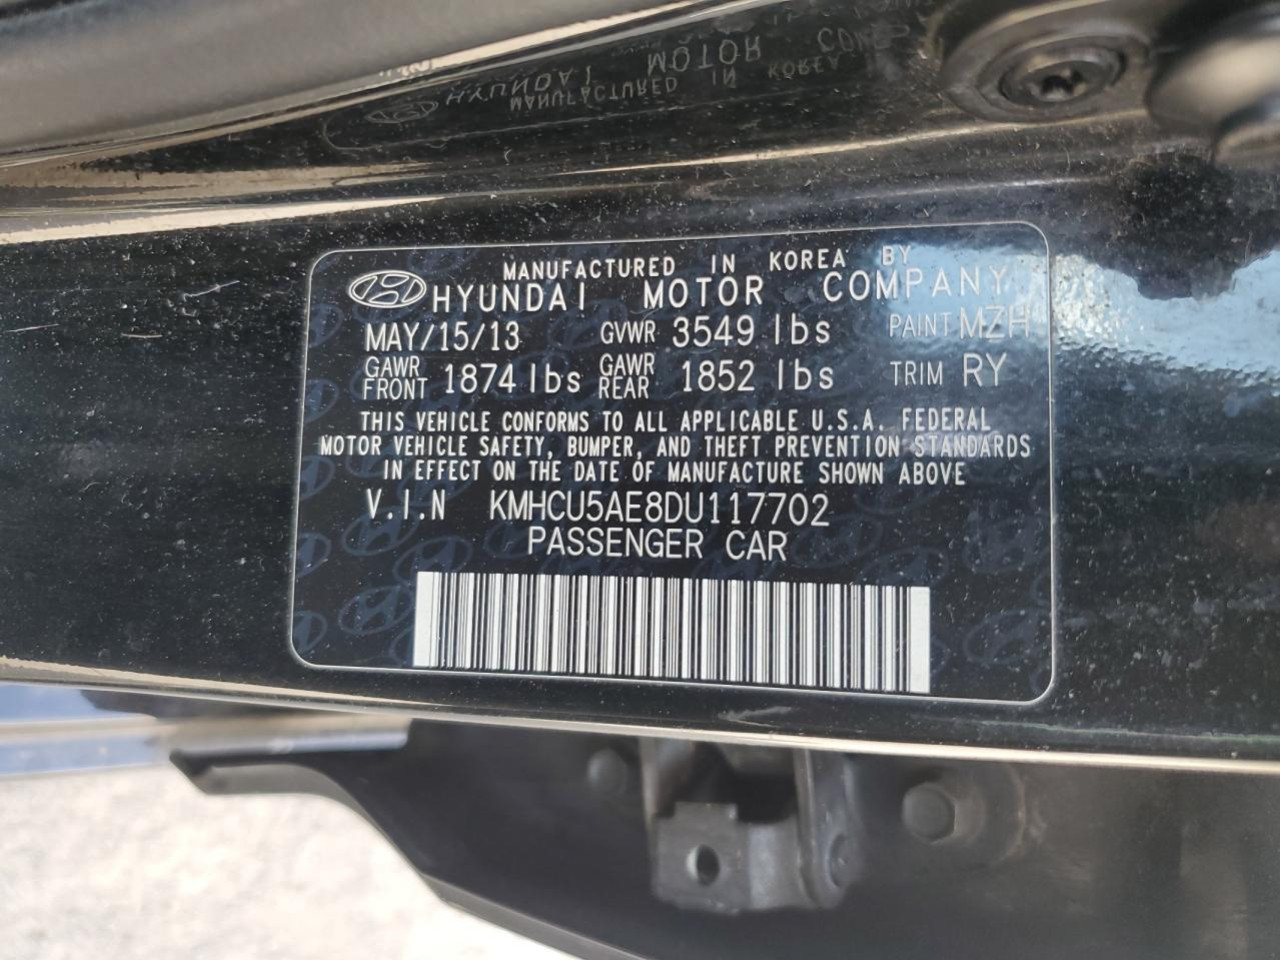 MANUFACTURED IN KOREA BY
HYUNDAI MOTOR COMPANY
MAY/15/13 GVWR 3549 lbs PAINT MZH
GAWR FRONT 1874 lbs GAWR REAR 1852 lbs TRIM RY
THIS VEHICLE CONFORMS TO ALL APPLICABLE U.S.A. FEDERAL
MOTOR VEHICLE SAFETY, BUMPER, AND THEFT PREVENTION STANDARDS
IN EFFECT ON THE DATE OF MANUFACTURE SHOWN ABOVE
V.I.N KMHCU5AE8DU117702
PASSENGER CAR